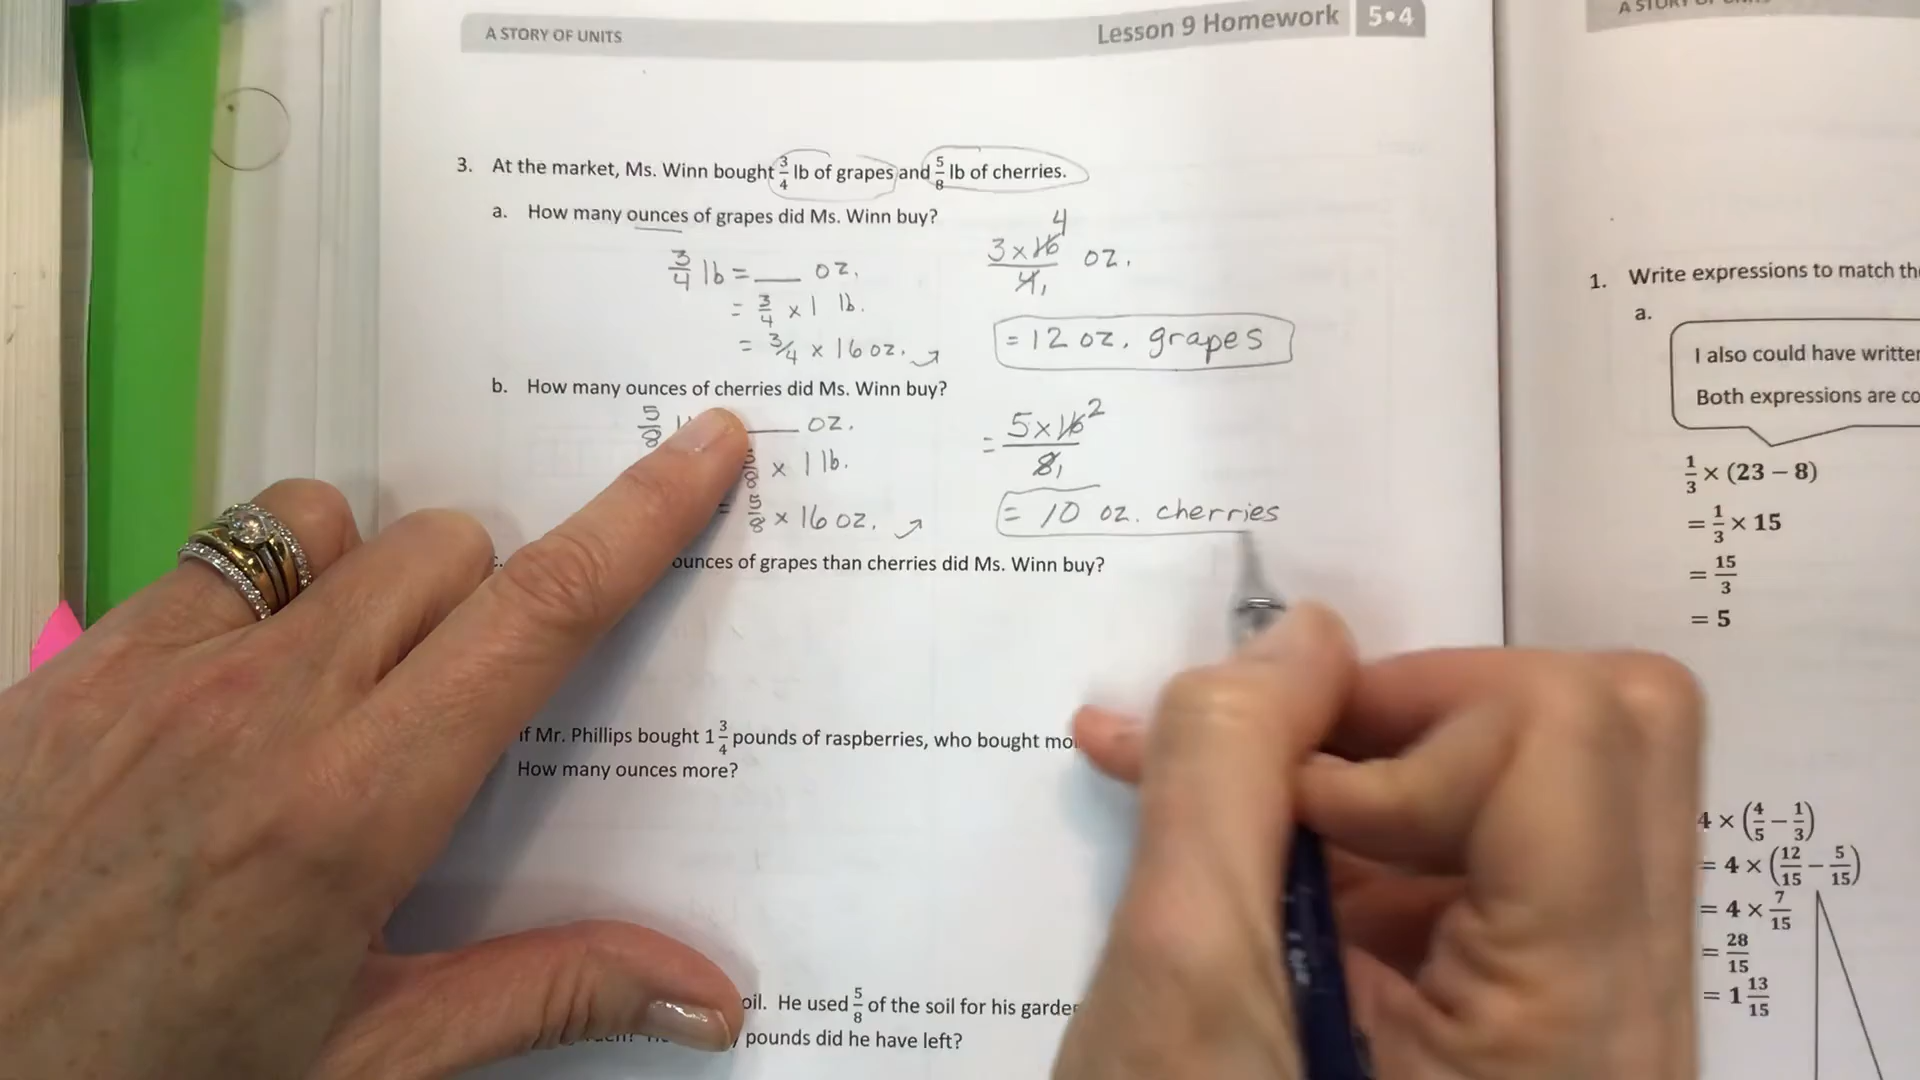 A STORY OF UNITS
Lesson 9 Homework 5•4
3. At the market, Ms. Winn bought 3/4 lb of grapes and 5/8 lb of cherries.
a. How many ounces of grapes did Ms. Winn buy?
3/4 lb = ___ oz.
= 3/4 x 1 lb.
= 3/4 x 16 oz.
3 x 16 4 / 4 1 oz.
= 12 oz. grapes
b. How many ounces of cherries did Ms. Winn buy?
5/8 ___ oz.
x 1 lb.
= 5/8 x 16 oz.
= 5 x 16 2 / 8 1
= 10 oz. cherries
ounces of grapes than cherries did Ms. Winn buy?
If Mr. Phillips bought 1 3/4 pounds of raspberries, who bought
How many ounces more?
oil. He used 5/8 of the soil for his
pounds did he have left?
1. Write expressions to match
a.
I also could have
Both expressions are
1/3 × (23 − 8)
= 1/3 × 15
= 15/3
= 5
4 × (4/5 − 1/3)
= 4 × (12/15 − 5/15)
= 4 × 7/15
= 28/15
= 1 13/15